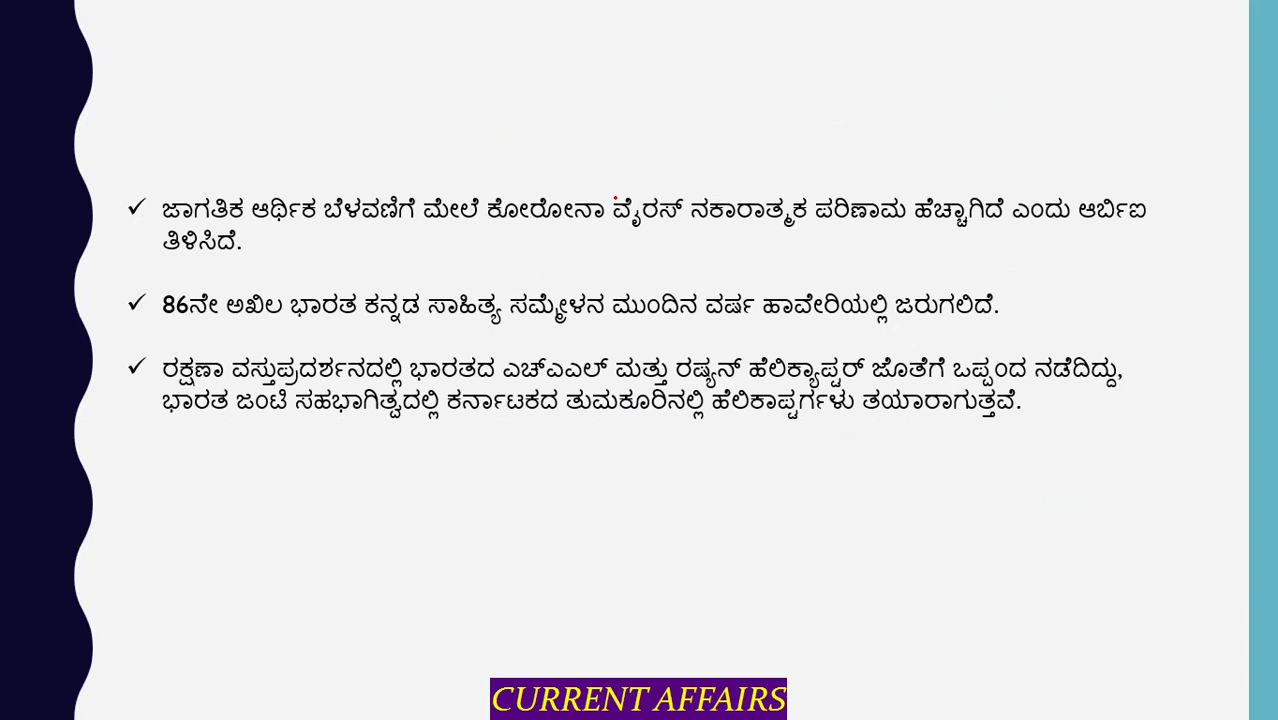 ✓ ಜಾಗತಿಕ ಆರ್ಥಿಕ ಬೆಳವಣಿಗೆ ಮೇಲೆ ಕೋರೋನಾ ವೈರಸ್ ನಕಾರಾತ್ಮಕ ಪರಿಣಾಮ ಹೆಚ್ಚಾಗಿದೆ ಎಂದು ಆರ್ಬಿಐ
ತಿಳಿಸಿದೆ.
✓ 86ನೇ ಅಖಿಲ ಭಾರತ ಕನ್ನಡ ಸಾಹಿತ್ಯ ಸಮ್ಮೇಳನ ಮುಂದಿನ ವರ್ಷ ಹಾವೇರಿಯಲ್ಲಿ ಜರುಗಲಿದೆ.
✓ ರಕ್ಷಣಾ ವಸ್ತುಪ್ರದರ್ಶನದಲ್ಲಿ ಭಾರತದ ಎಚ್ಎಎಲ್ ಮತ್ತು ರಷ್ಯನ್ ಹೆಲಿಕ್ಯಾಪ್ಟರ್ ಜೊತೆಗೆ ಒಪ್ಪಂದ ನಡೆದಿದ್ದು,
ಭಾರತ ಜಂಟಿ ಸಹಭಾಗಿತ್ವದಲ್ಲಿ ಕರ್ನಾಟಕದ ತುಮಕೂರಿನಲ್ಲಿ ಹೆಲಿಕಾಪ್ಟರ್ಗಳು ತಯಾರಾಗುತ್ತವೆ.
CURRENT AFFAIRS